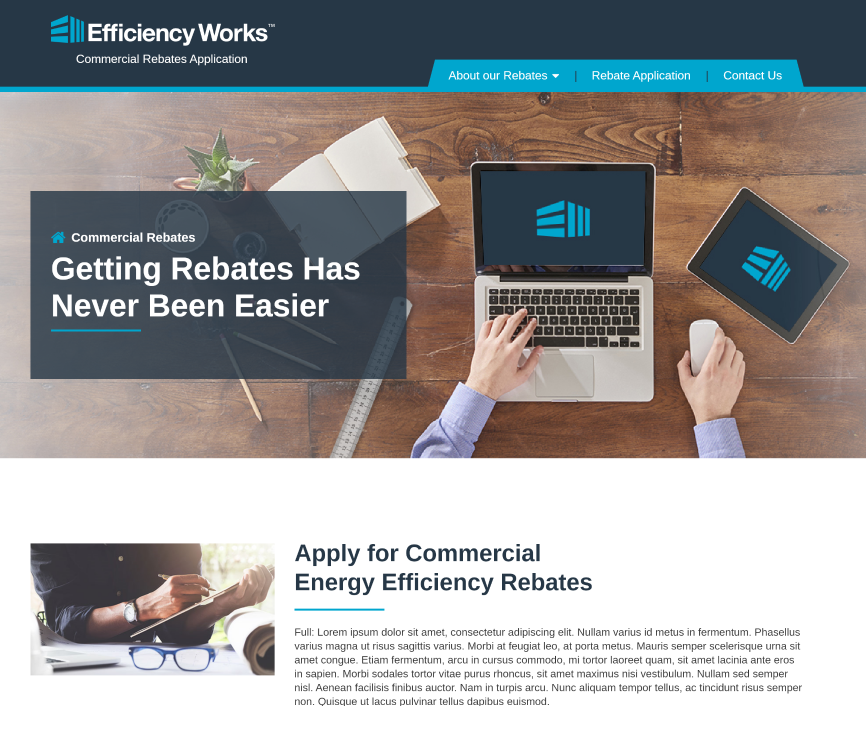 Efficiency Works™
Commercial Rebates Application
About our Rebates | Rebate Application | Contact Us
Commercial Rebates
Getting Rebates Has
Never Been Easier
Apply for Commercial
Energy Efficiency Rebates
Full: Lorem ipsum dolor sit amet, consectetur adipiscing elit. Nullam varius id metus in fermentum. Phasellus
varius magna ut risus sagittis varius. Morbi at feugiat leo, at porta metus. Mauris semper scelerisque urna sit
amet congue. Etiam fermentum, arcu in cursus commodo, mi tortor laoreet quam, sit amet lacinia ante eros
in sapien. Morbi sodales tortor vitae purus rhoncus, sit amet maximus nisi vestibulum. Nullam sed semper
nisl. Aenean facilisis finibus auctor. Nam in turpis arcu. Nunc aliquam tempor tellus, ac tincidunt risus semper
non. Quisque ut lacus pulvinar tellus dapibus euismod.